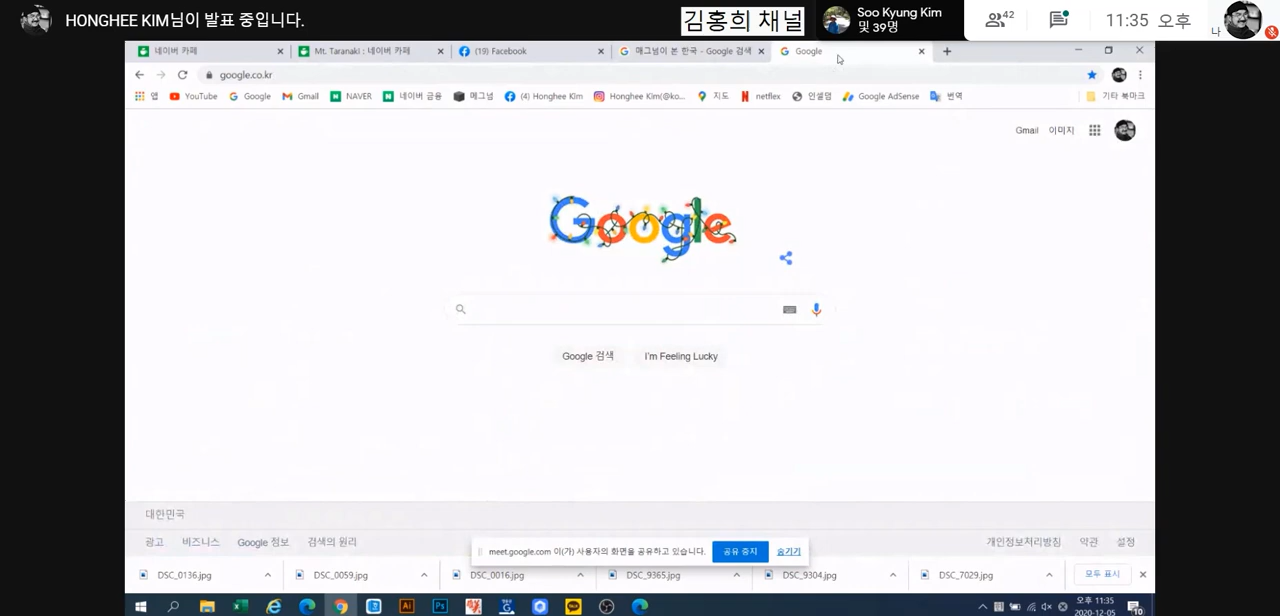 HONGHEE KIM님이 발표 중입니다.
김홍희 채널
Soo Kyung Kim
및 39명
42
11:35 오후
나
네이버 카페
Mt. Taranaki : 네이버 카페
(19) Facebook
매그넘이 본 한국 - Google 검색
Google
google.co.kr
앱 YouTube Google Gmail NAVER 네이버 금융 매그넘 (4) Honghee Kim Honghee Kim(@ko... 지도 netflex 인셀덤 Google AdSense 번역 기타 북마크
Gmail 이미지
Google
Google 검색 I'm Feeling Lucky
대한민국
광고 비즈니스 Google 정보 검색의 원리 개인정보처리방침 약관 설정
meet.google.com 이(가) 사용자의 화면을 공유하고 있습니다. 공유 중지 숨기기
DSC_0136.jpg DSC_0059.jpg DSC_0016.jpg DSC_9365.jpg DSC_9304.jpg DSC_7029.jpg 모두 표시
오후 11:35
2020-12-05
10